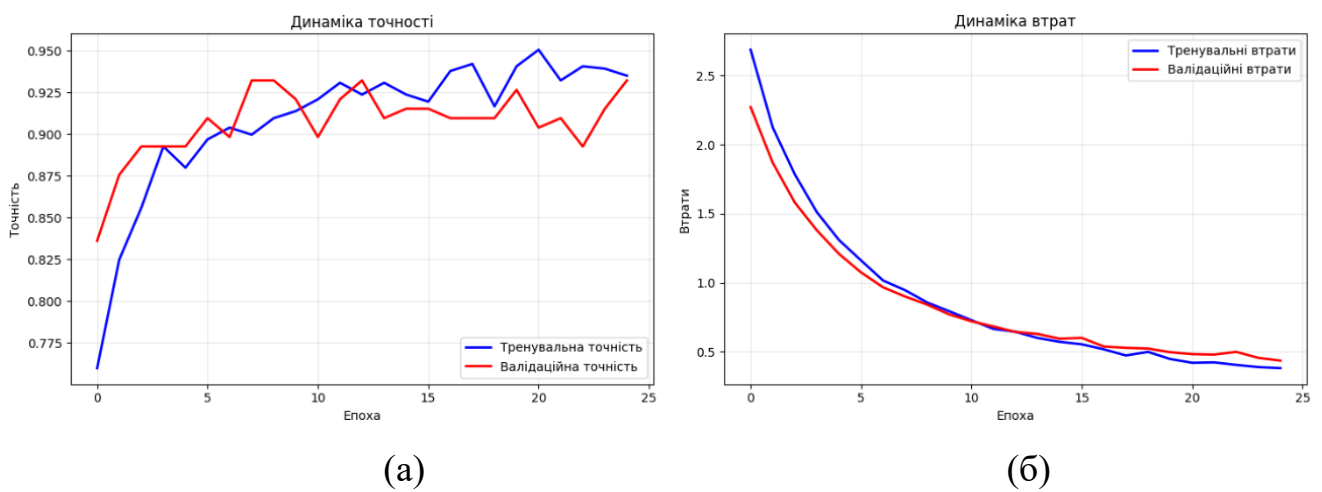 Динаміка точності
0.950
0.925
0.900
0.875
0.850
0.825
0.800
0.775
Точність
Тренувальна точність
Валідаційна точність
0 5 10 15 20 25
Епоха
(а)
Динаміка втрат
2.5
2.0
1.5
1.0
0.5
Втрати
Тренувальні втрати
Валідаційні втрати
0 5 10 15 20 25
Епоха
(б)